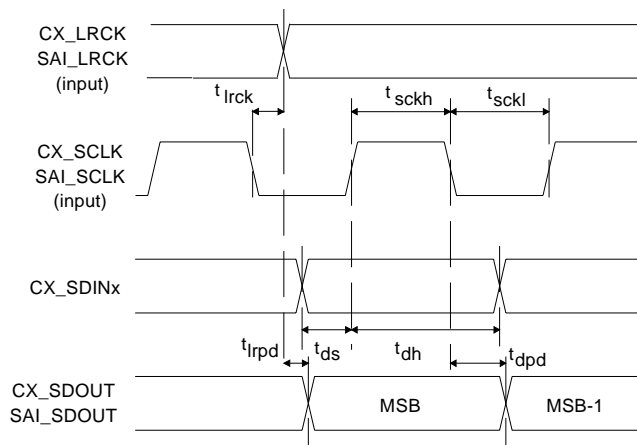 CX_LRCK
SAI_LRCK
(input)
t lrck
t sckh
t sckl
CX_SCLK
SAI_SCLK
(input)
CX_SDINx
t lrpd
t ds
t dh
t dpd
CX_SDOUT
SAI_SDOUT
MSB
MSB-1